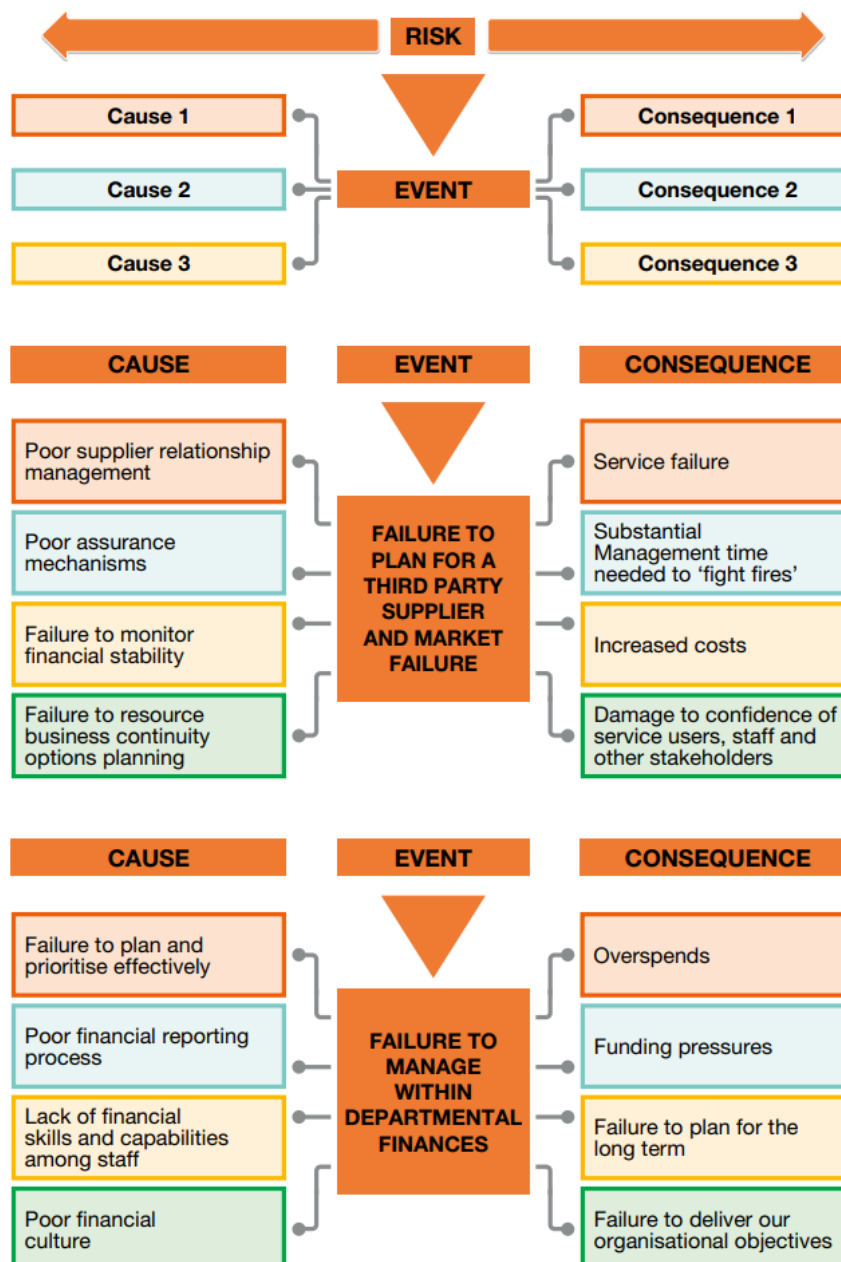 RISK
Cause 1
Consequence 1
Cause 2
EVENT
Consequence 2
Cause 3
Consequence 3
CAUSE
EVENT
CONSEQUENCE
Poor supplier relationship
management
Poor assurance
mechanisms
Failure to monitor
financial stability
Failure to resource
business continuity
options planning
FAILURE TO
PLAN FOR A
THIRD PARTY
SUPPLIER
AND MARKET
FAILURE
Service failure
Substantial
Management time
needed to ‘fight fires’
Increased costs
Damage to confidence of
service users, staff and
other stakeholders
CAUSE
EVENT
CONSEQUENCE
Failure to plan and
prioritise effectively
Poor financial reporting
process
Lack of financial
skills and capabilities
among staff
Poor financial
culture
FAILURE TO
MANAGE
WITHIN
DEPARTMENTAL
FINANCES
Overspends
Funding pressures
Failure to plan for the
long term
Failure to deliver our
organisational objectives